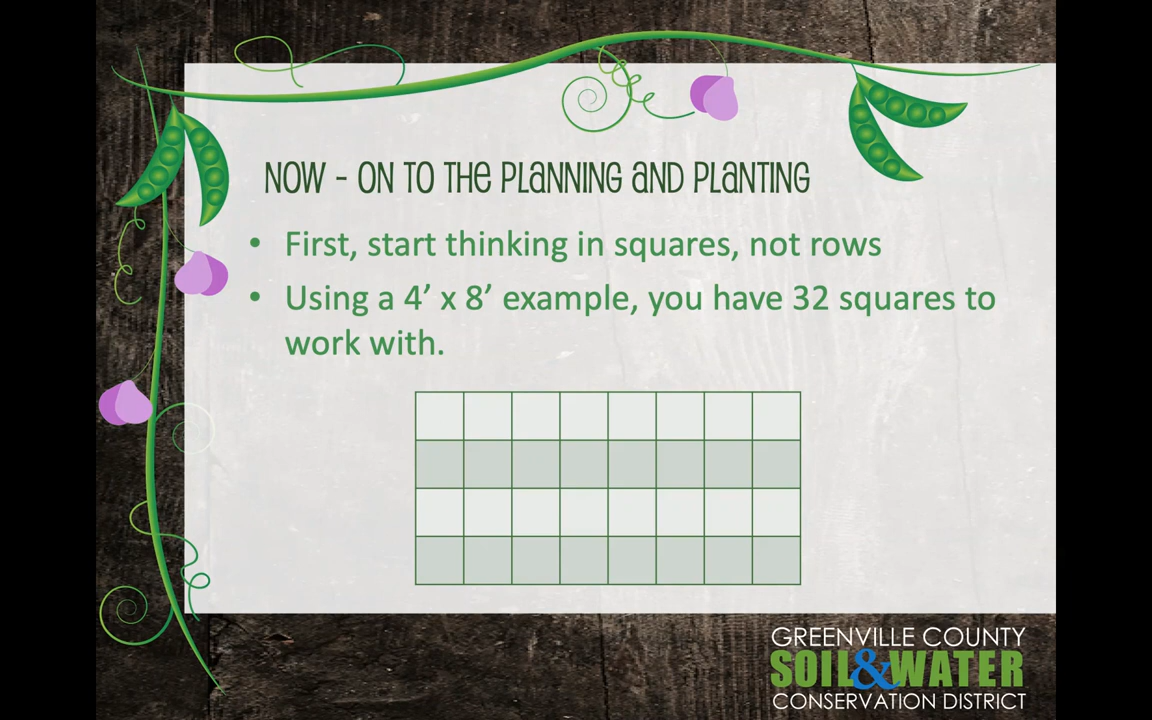 NOW - ON TO THE PLANNING AND PLANTING
• First, start thinking in squares, not rows
• Using a 4’ x 8’ example, you have 32 squares to
work with.
GREENVILLE COUNTY
SOIL&WATER
CONSERVATION DISTRICT